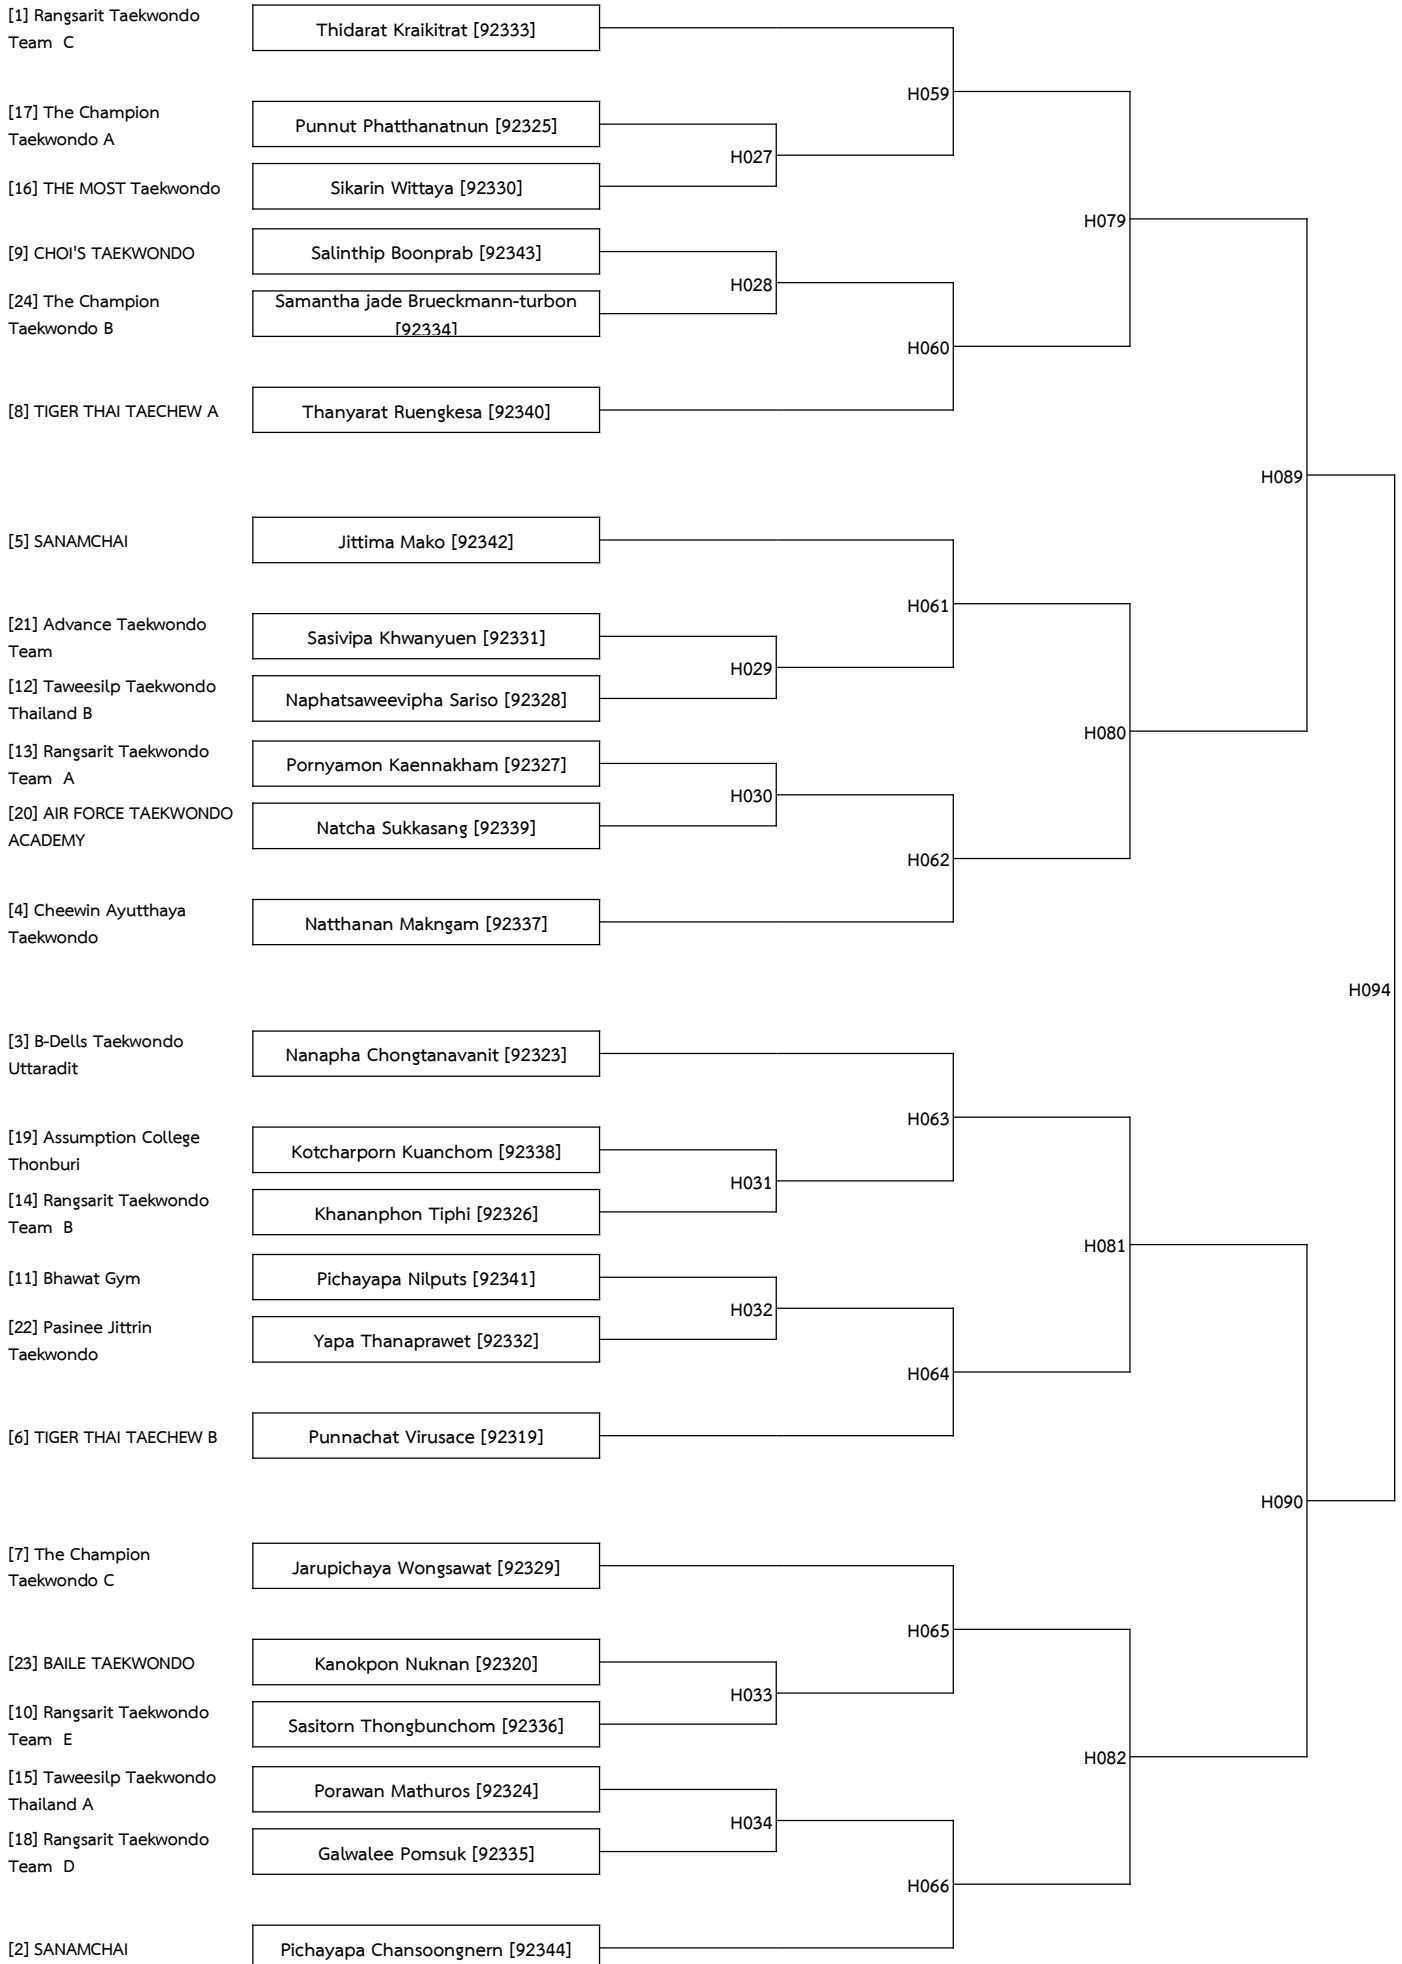 [1] Rangsarit Taekwondo
Team  C
Thidarat Kraikitrat [92333]
H059
[17] The Champion
Taekwondo A
Punnut Phatthanatnun [92325]
H027
[16] THE MOST Taekwondo
Sikarin Wittaya [92330]
H079
[9] CHOI'S TAEKWONDO
Salinthip Boonprab [92343]
H028
[24] The Champion
Taekwondo B
Samantha jade Brueckmann-turbon
[92334]
H060
[8] TIGER THAI TAECHEW A
Thanyarat Ruengkesa [92340]
H089
[5] SANAMCHAI
Jittima Mako [92342]
H061
[21] Advance Taekwondo
Team
Sasivipa Khwanyuen [92331]
H029
[12] Taweesilp Taekwondo
Thailand B
Naphatsaweevipha Sariso [92328]
H080
[13] Rangsarit Taekwondo
Team  A
Pornyamon Kaennakham [92327]
H030
[20] AIR FORCE TAEKWONDO
ACADEMY
Natcha Sukkasang [92339]
H062
[4] Cheewin Ayutthaya
Taekwondo
Natthanan Makngam [92337]
H094
[3] B-Dells Taekwondo
Uttaradit
Nanapha Chongtanavanit [92323]
H063
[19] Assumption College
Thonburi
Kotcharporn Kuanchom [92338]
H031
[14] Rangsarit Taekwondo
Team  B
Khananphon Tiphi [92326]
H081
[11] Bhawat Gym
Pichayapa Nilputs [92341]
H032
[22] Pasinee Jittrin
Taekwondo
Yapa Thanaprawet [92332]
H064
[6] TIGER THAI TAECHEW B
Punnachat Virusace [92319]
H090
[7] The Champion
Taekwondo C
Jarupichaya Wongsawat [92329]
H065
[23] BAILE TAEKWONDO
Kanokpon Nuknan [92320]
H033
[10] Rangsarit Taekwondo
Team  E
Sasitorn Thongbunchom [92336]
H082
[15] Taweesilp Taekwondo
Thailand A
Porawan Mathuros [92324]
H034
[18] Rangsarit Taekwondo
Team  D
Galwalee Pomsuk [92335]
H066
[2] SANAMCHAI
Pichayapa Chansoongnern [92344]